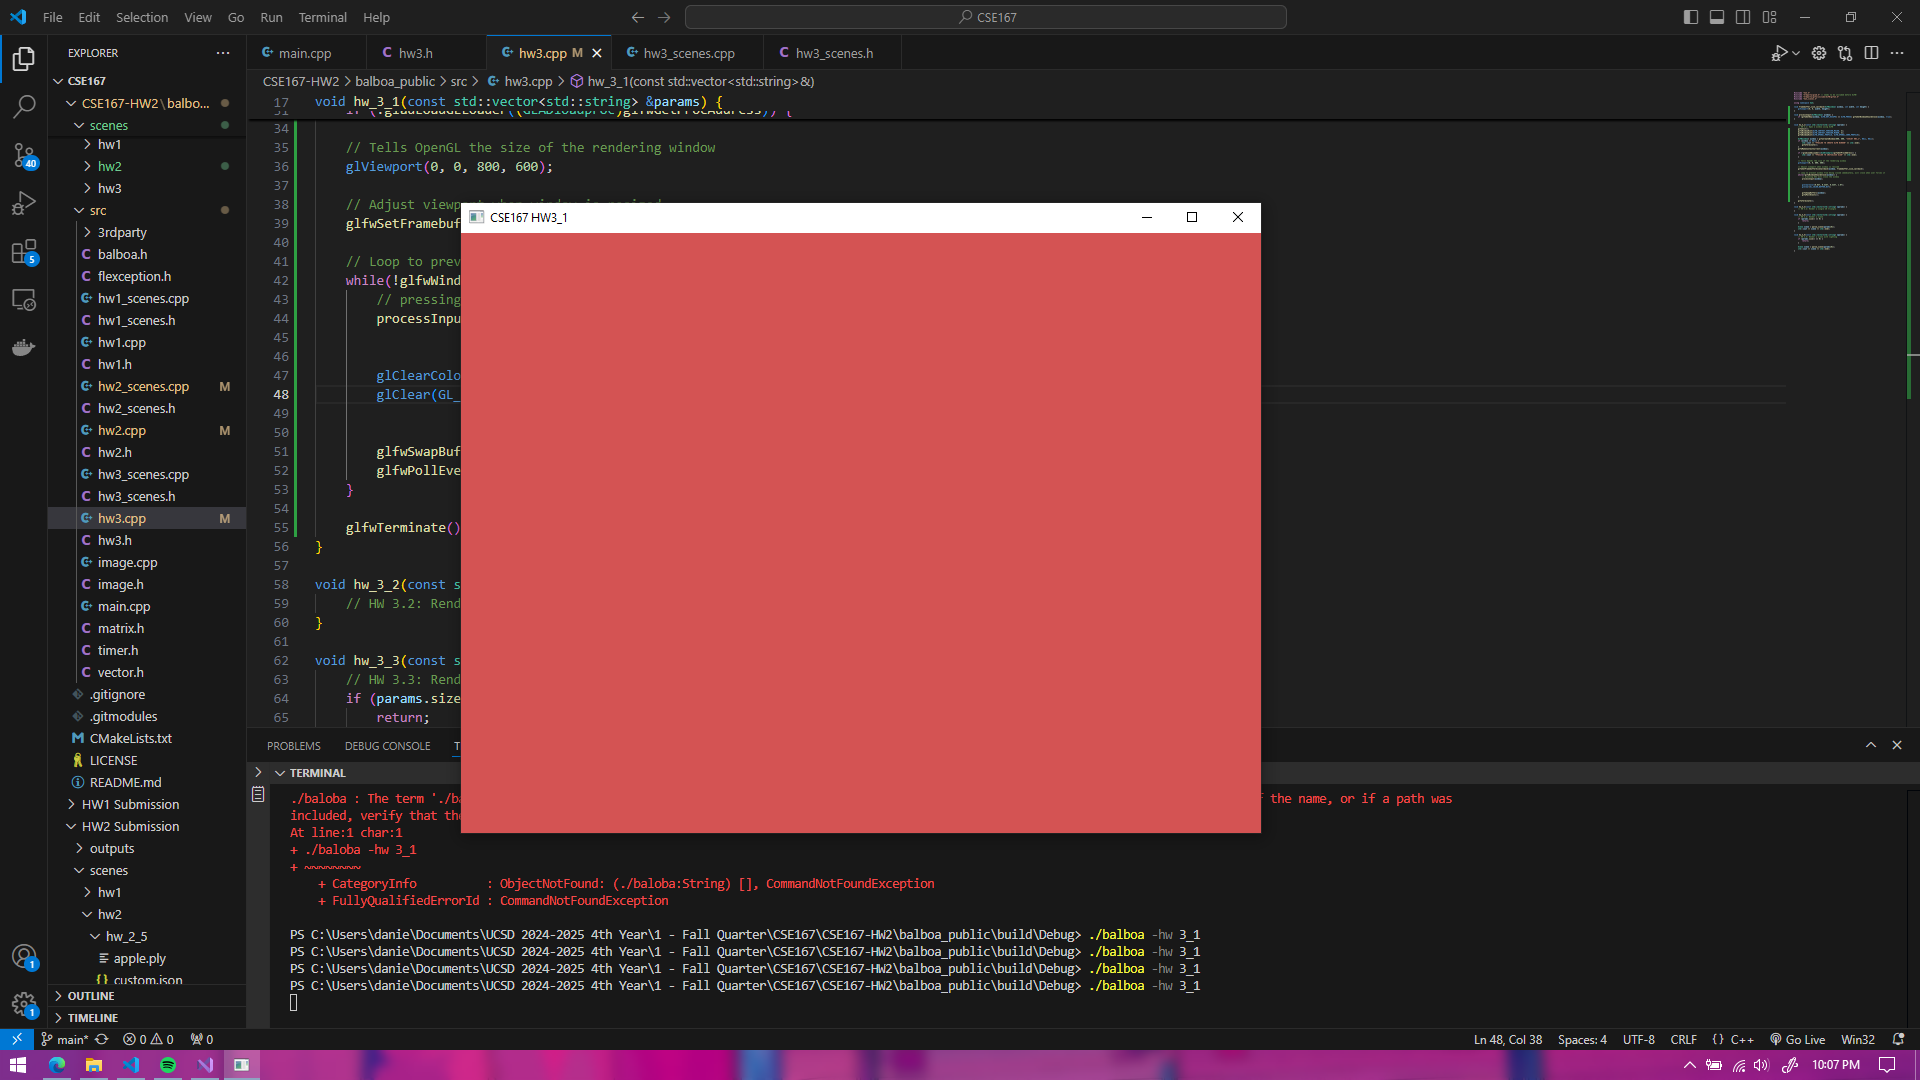 File Edit Selection View Go Run Terminal Help
CSE167
EXPLORER
main.cpp
hw3.h
hw3.cpp M
hw3_scenes.cpp
hw3_scenes.h
CSE167-HW2 > balboa_public > src > hw3.cpp > hw_3_1(const std::vector<std::string>&)
CSE167
CSE167-HW2\balbo...
scenes
hw1
hw2
hw3
src
3rdparty
balboa.h
flexception.h
hw1_scenes.cpp
hw1_scenes.h
hw1.cpp
hw1.h
hw2_scenes.cpp M
hw2_scenes.h
hw2.cpp M
hw2.h
hw3_scenes.cpp
hw3_scenes.h
hw3.cpp M
hw3.h
image.cpp
image.h
main.cpp
matrix.h
timer.h
vector.h
.gitignore
.gitmodules
CMakeLists.txt
LICENSE
README.md
HW1 Submission
HW2 Submission
outputs
scenes
hw1
hw2
hw_2_5
apple.ply
custom.json
OUTLINE
TIMELINE
40
5
1
1
17 void hw_3_1(const std::vector<std::string> &params) {
34
35 // Tells OpenGL the size of the rendering window
36 glViewport(0, 0, 800, 600);
37
38 // Adjust
39 glfwSetFramebuf
40
41 // Loop to prev
42 while(!glfwWind
43 // pressing
44 processInpu
45
46
47 glClearColo
48 glClear(GL_
49
50
51 glfwSwapBuf
52 glfwPollEve
53 }
54
55 glfwTerminate()
56 }
57
58 void hw_3_2(const s
59 // HW 3.2: Rend
60 }
61
62 void hw_3_3(const s
63 // HW 3.3: Rend
64 if (params.size
65 return;
CSE167 HW3_1
PROBLEMS DEBUG CONSOLE T
TERMINAL
./baloba : The term './ba f the name, or if a path was
included, verify that th
At line:1 char:1
+ ./baloba -hw 3_1
+ ~~~~~~~~
+ CategoryInfo : ObjectNotFound: (./baloba:String) [], CommandNotFoundException
+ FullyQualifiedErrorId : CommandNotFoundException
PS C:\Users\danie\Documents\UCSD 2024-2025 4th Year\1 - Fall Quarter\CSE167\CSE167-HW2\balboa_public\build\Debug> ./balboa -hw 3_1
PS C:\Users\danie\Documents\UCSD 2024-2025 4th Year\1 - Fall Quarter\CSE167\CSE167-HW2\balboa_public\build\Debug> ./balboa -hw 3_1
PS C:\Users\danie\Documents\UCSD 2024-2025 4th Year\1 - Fall Quarter\CSE167\CSE167-HW2\balboa_public\build\Debug> ./balboa -hw 3_1
PS C:\Users\danie\Documents\UCSD 2024-2025 4th Year\1 - Fall Quarter\CSE167\CSE167-HW2\balboa_public\build\Debug> ./balboa -hw 3_1
main* 0 0 0
Ln 48, Col 38 Spaces: 4 UTF-8 CRLF {} C++ Go Live Win32
10:07 PM